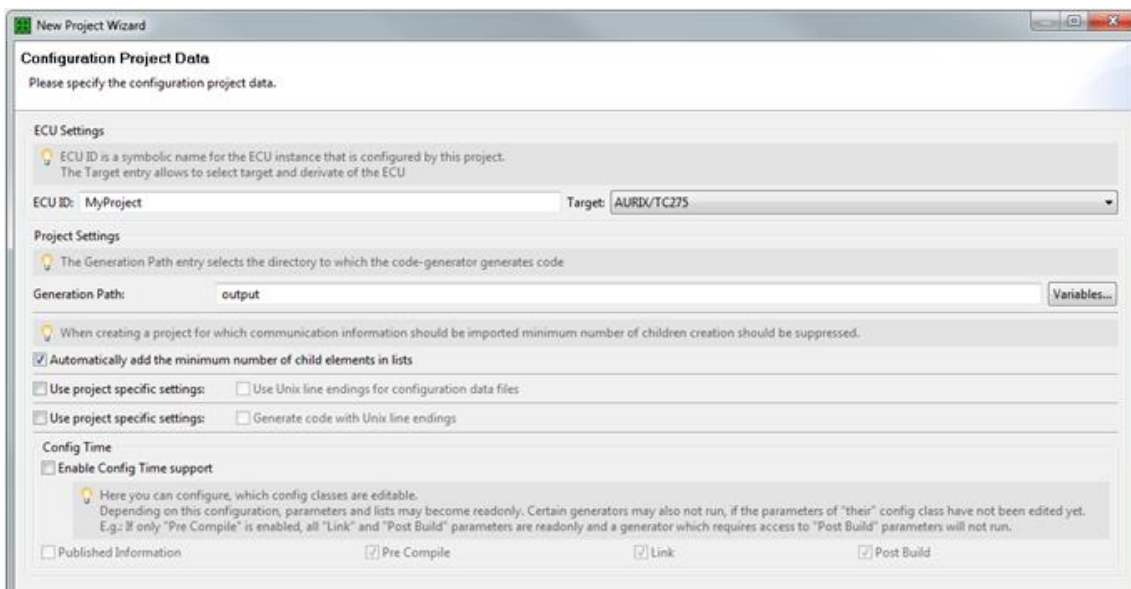 New Project Wizard
Configuration Project Data
Please specify the configuration project data.
ECU Settings
ECU ID is a symbolic name for the ECU instance that is configured by this project.
The Target entry allows to select target and derivate of the ECU
ECU ID: MyProject Target: AURIX/TC275
Project Settings
The Generation Path entry selects the directory to which the code-generator generates code
Generation Path: output Variables...
When creating a project for which communication information should be imported minimum number of children creation should be suppressed.
Automatically add the minimum number of child elements in lists
Use project specific settings: Use Unix line endings for configuration data files
Use project specific settings: Generate code with Unix line endings
Config Time
Enable Config Time support
Here you can configure, which config classes are editable.
Depending on this configuration, parameters and lists may become readonly. Certain generators may also not run, if the parameters of "their" config class have not been edited yet.
E.g.: If only "Pre Compile" is enabled, all "Link" and "Post Build" parameters are readonly and a generator which requires access to "Post Build" parameters will not run.
Published Information Pre Compile Link Post Build